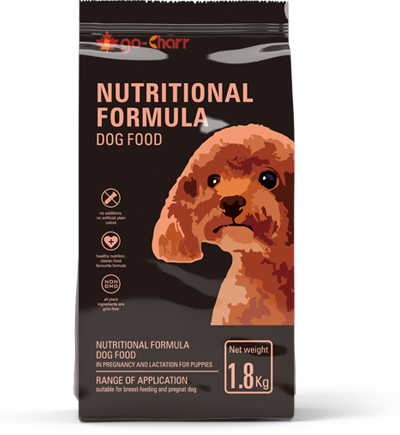 go-Charr
NUTRITIONAL
FORMULA
DOG FOOD
no additions,
no artificial plain
colors
healthy nutrition,
classic food
favourite formula
NON
GMO
all plant
ingredients are
gmo-free
NUTRITIONAL FORMULA
DOG FOOD
IN PREGNANCY AND LACTATION FOR PUPPIES
RANGE OF APPLICATION
suitable for breast-feeding and pregnat dog
Net weight
1.8Kg